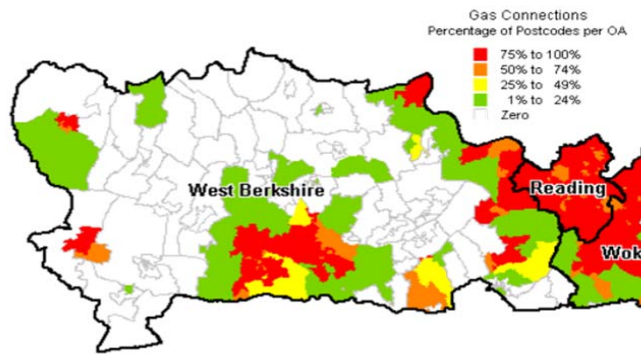 Gas Connections
Percentage of Postcodes per OA
75% to 100%
50% to 74%
25% to 49%
1% to 24%
Zero
West Berkshire
Reading
Wok